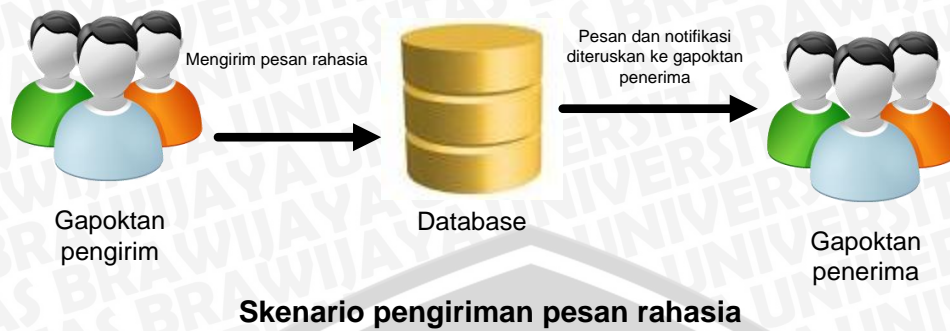 Mengirim pesan rahasia
Pesan dan notifikasi
diteruskan ke gapoktan
penerima
Gapoktan
pengirim
Database
Gapoktan
penerima
Skenario pengiriman pesan rahasia